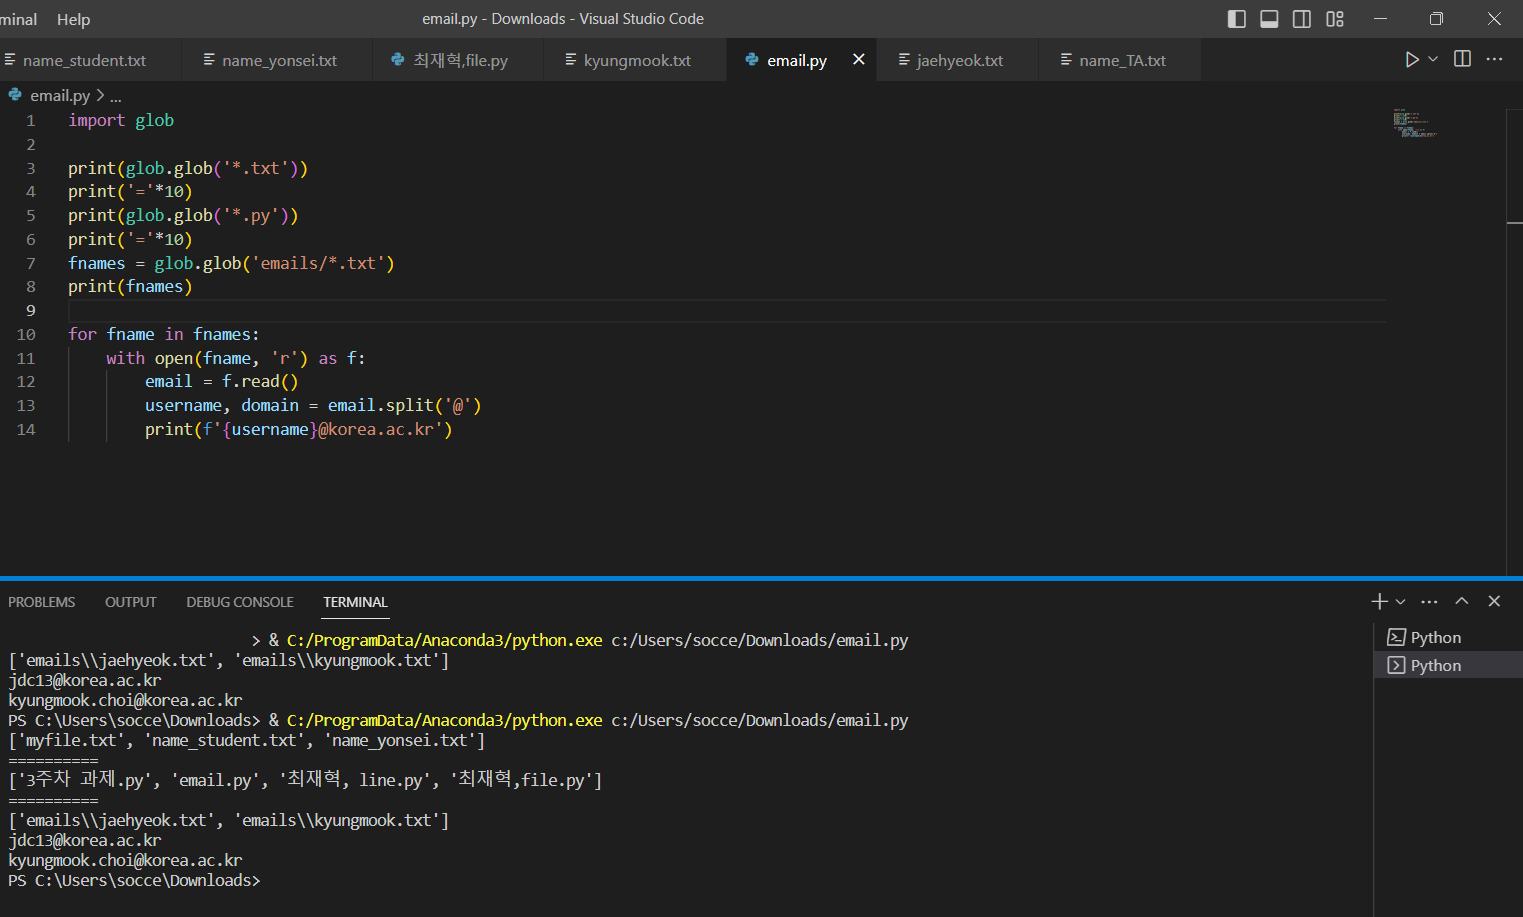 minal Help email.py - Downloads - Visual Studio Code
name_student.txt name_yonsei.txt 최재혁,file.py kyungmook.txt email.py jaehyeok.txt name_TA.txt
email.py > ...
1 import glob
2
3 print(glob.glob('*.txt'))
4 print('='*10)
5 print(glob.glob('*.py'))
6 print('='*10)
7 fnames = glob.glob('emails/*.txt')
8 print(fnames)
9
10 for fname in fnames:
11     with open(fname, 'r') as f:
12         email = f.read()
13         username, domain = email.split('@')
14         print(f'{username}@korea.ac.kr')
PROBLEMS OUTPUT DEBUG CONSOLE TERMINAL
> & C:/ProgramData/Anaconda3/python.exe c:/Users/socce/Downloads/email.py
['emails\\jaehyeok.txt', 'emails\\kyungmook.txt']
jdc13@korea.ac.kr
kyungmook.choi@korea.ac.kr
PS C:\Users\socce\Downloads> & C:/ProgramData/Anaconda3/python.exe c:/Users/socce/Downloads/email.py
['myfile.txt', 'name_student.txt', 'name_yonsei.txt']
==========
['3주차 과제.py', 'email.py', '최재혁, line.py', '최재혁,file.py']
==========
['emails\\jaehyeok.txt', 'emails\\kyungmook.txt']
jdc13@korea.ac.kr
kyungmook.choi@korea.ac.kr
PS C:\Users\socce\Downloads>
Python
Python